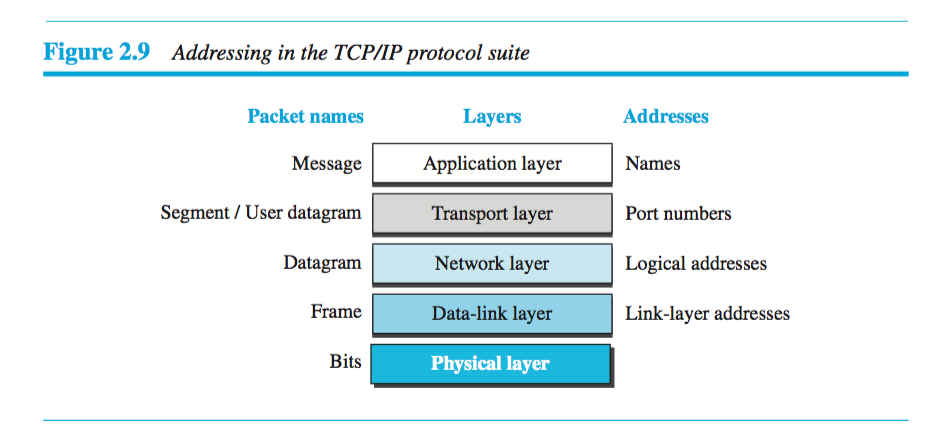 Figure 2.9 Addressing in the TCP/IP protocol suite
Packet names Layers Addresses
Message Application layer Names
Segment / User datagram Transport layer Port numbers
Datagram Network layer Logical addresses
Frame Data-link layer Link-layer addresses
Bits Physical layer